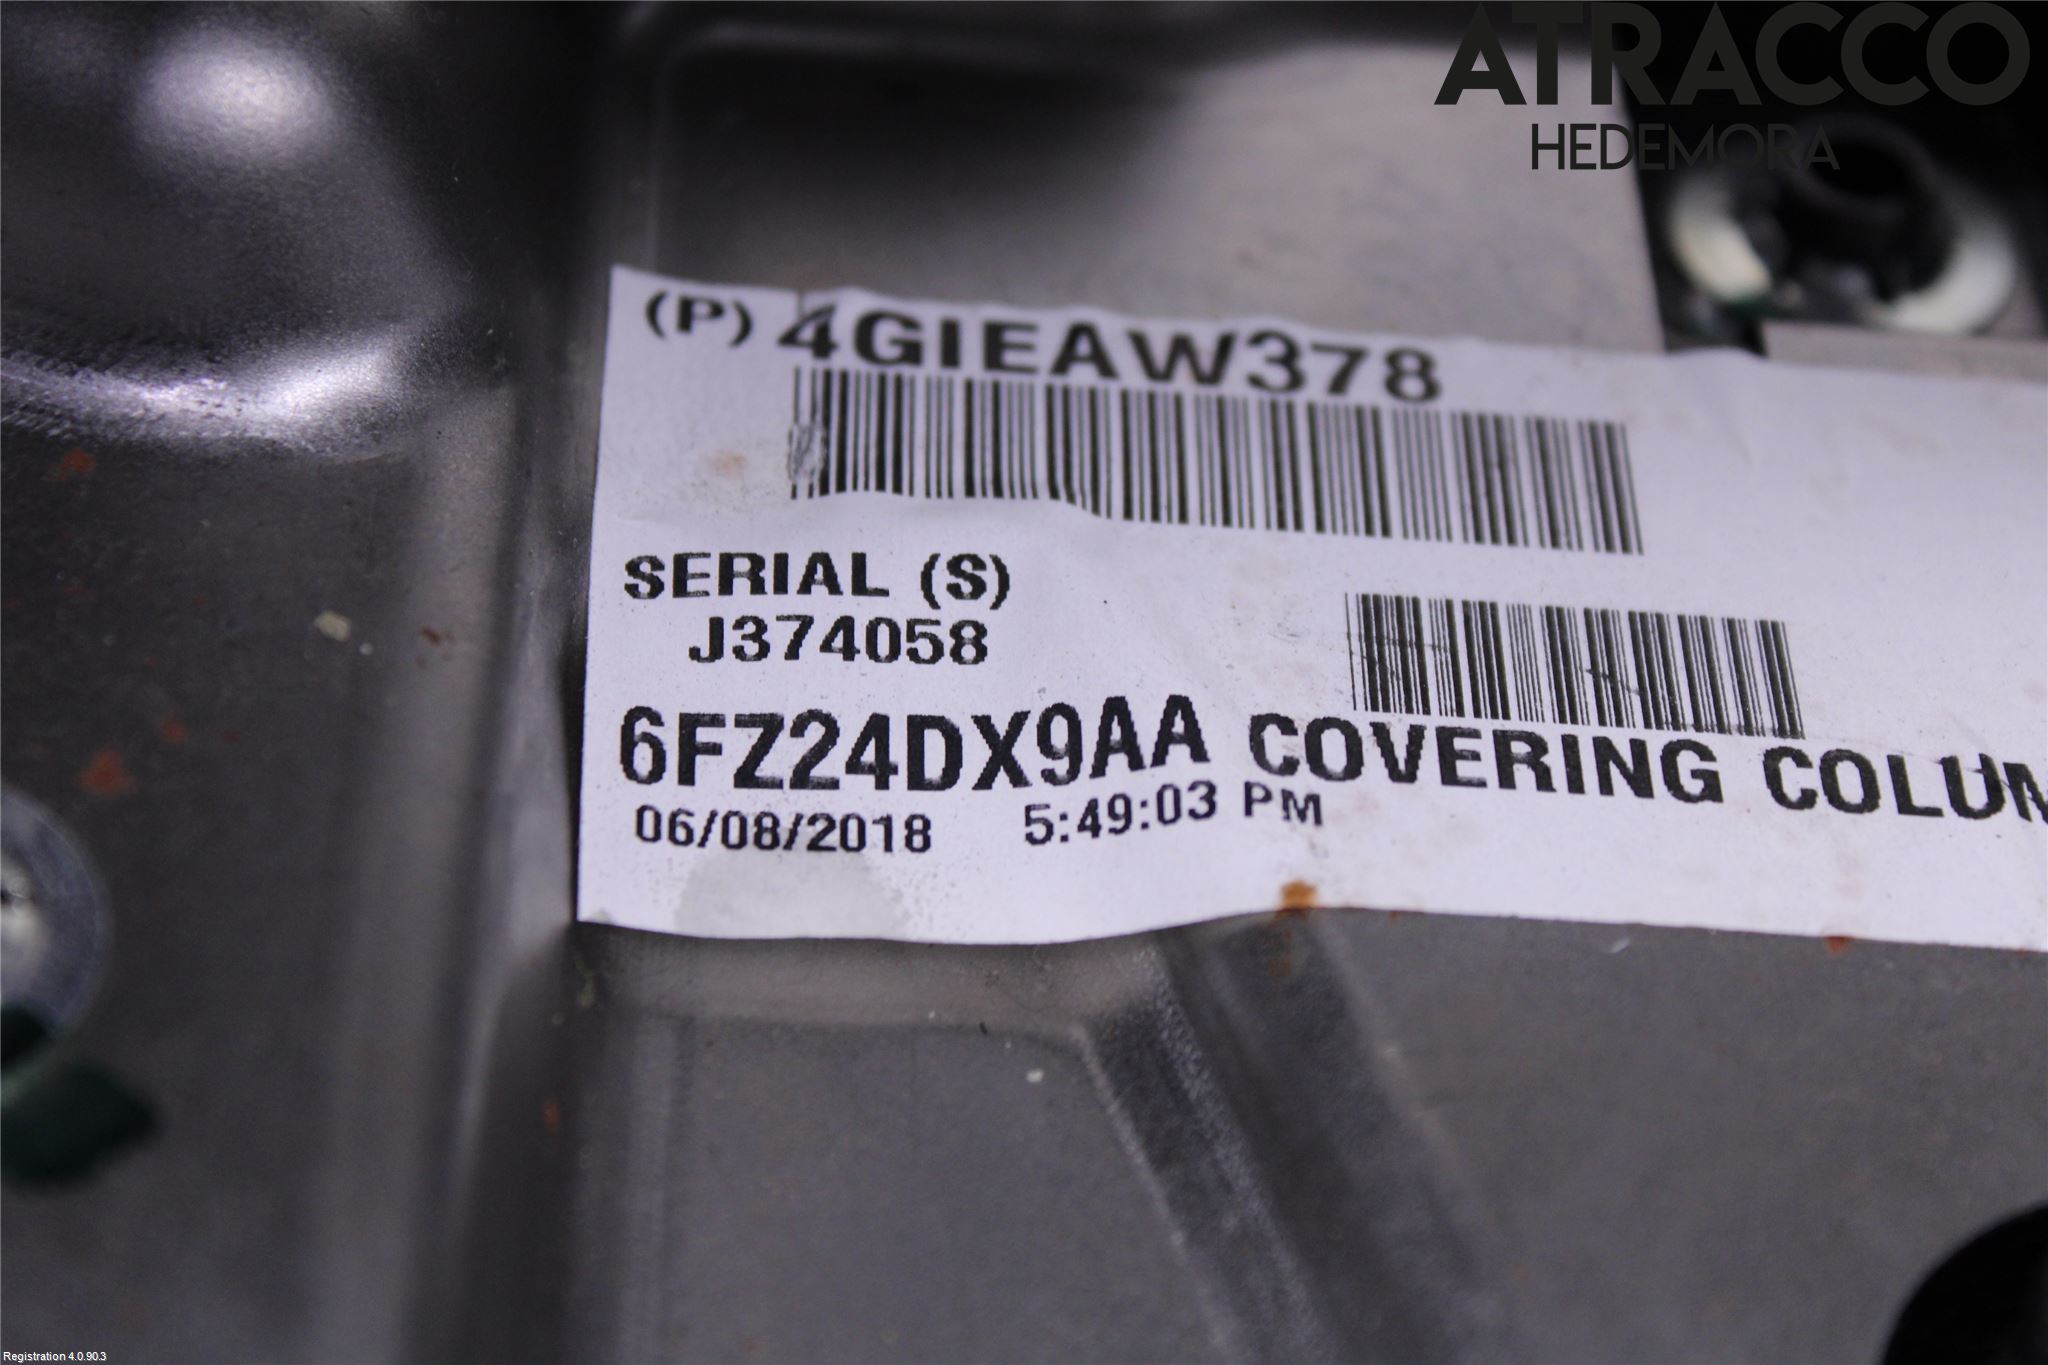 ATRACCO
HEDEMORA
(P) 4GIEAW378
SERIAL (S)
J374058
6FZ24DX9AA COVERING COLUM
06/08/2018 5:49:03 PM
Registration 4.0.90.3